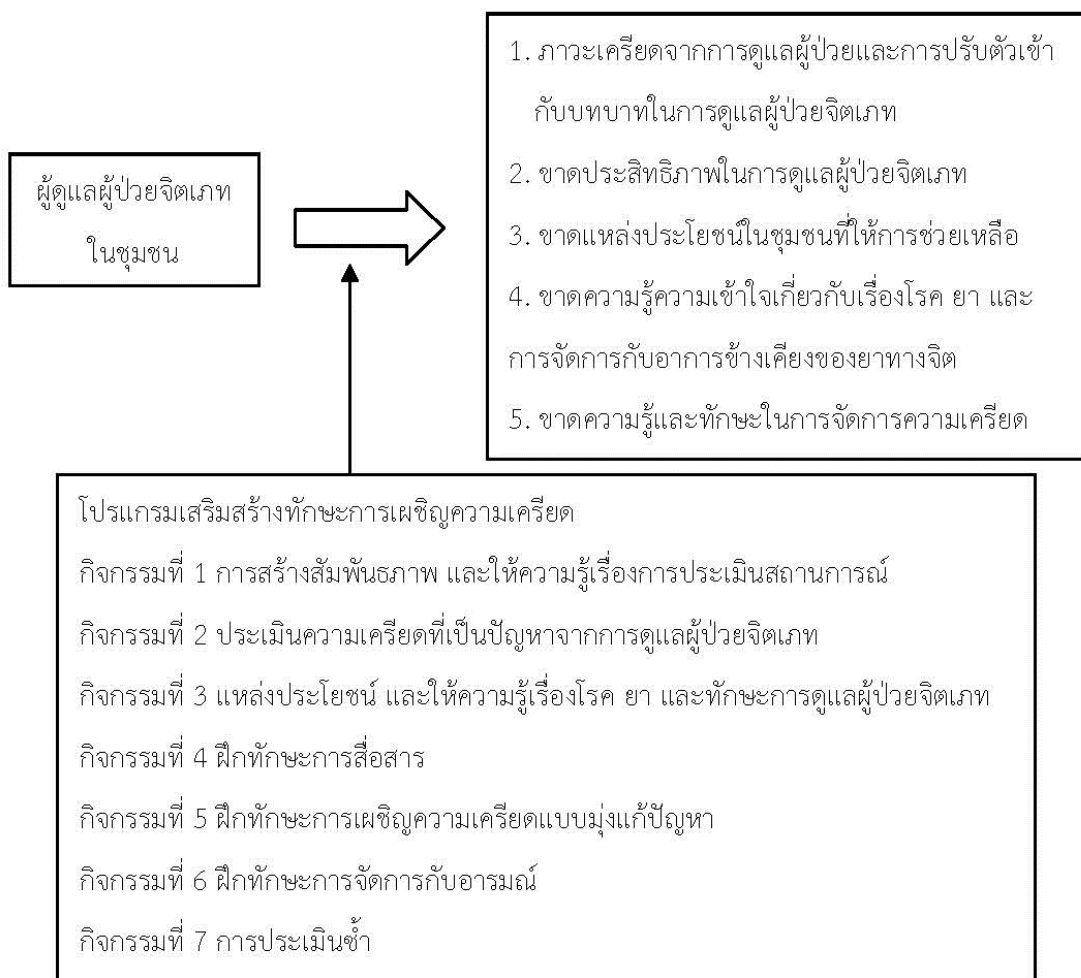 ผู้ดูแลผู้ป่วยจิตเภท
ในชุมชน
1. ภาวะเครียดจากการดูแลผู้ป่วยและการปรับตัวเข้า
กับบทบาทในการดูแลผู้ป่วยจิตเภท
2. ขาดประสิทธิภาพในการดูแลผู้ป่วยจิตเภท
3. ขาดแหล่งประโยชน์ในชุมชนที่ให้การช่วยเหลือ
4. ขาดความรู้ความเข้าใจเกี่ยวกับเรื่องโรค ยา และ
การจัดการกับอาการข้างเคียงของยาทางจิต
5. ขาดความรู้และทักษะในการจัดการความเครียด
โปรแกรมเสริมสร้างทักษะการเผชิญความเครียด
กิจกรรมที่ 1 การสร้างสัมพันธภาพ และให้ความรู้เรื่องการประเมินสถานการณ์
กิจกรรมที่ 2 ประเมินความเครียดที่เป็นปัญหาจากการดูแลผู้ป่วยจิตเภท
กิจกรรมที่ 3 แหล่งประโยชน์ และให้ความรู้เรื่องโรค ยา และทักษะการดูแลผู้ป่วยจิตเภท
กิจกรรมที่ 4 ฝึกทักษะการสื่อสาร
กิจกรรมที่ 5 ฝึกทักษะการเผชิญความเครียดแบบมุ่งแก้ปัญหา
กิจกรรมที่ 6 ฝึกทักษะการจัดการกับอารมณ์
กิจกรรมที่ 7 การประเมินซ้ำ